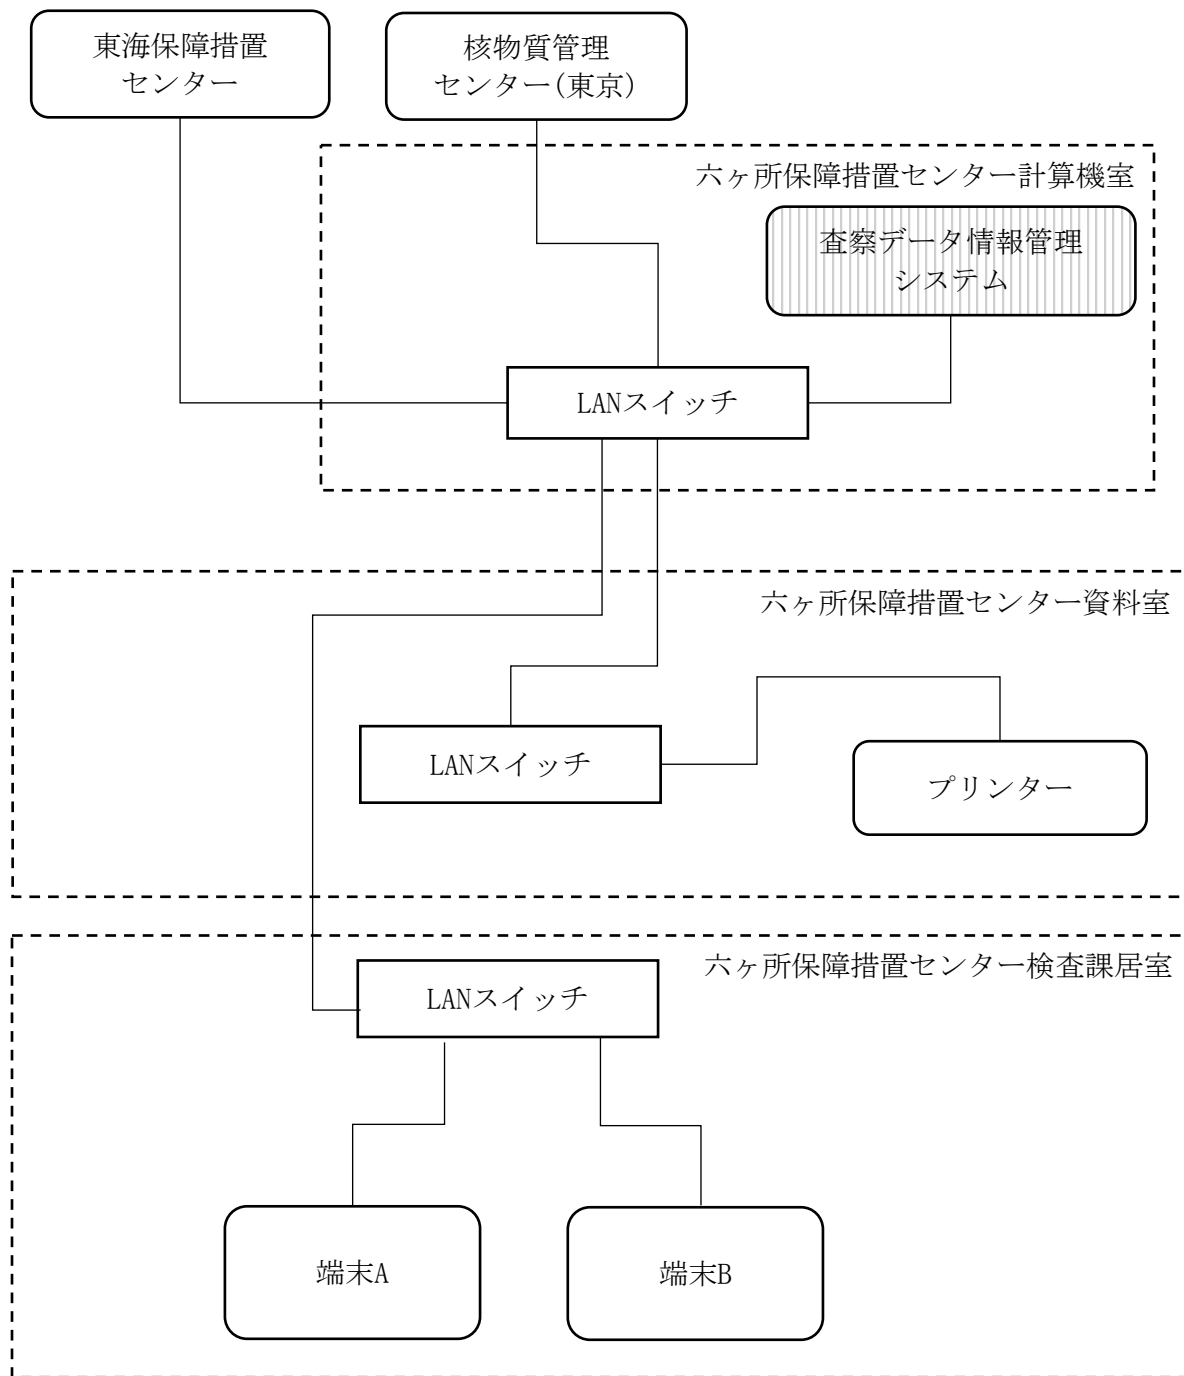 東海保障措置
センター
核物質管理
センター(東京)
六ヶ所保障措置センター計算機室
査察データ情報管理
システム
LANスイッチ
六ヶ所保障措置センター資料室
LANスイッチ
プリンター
六ヶ所保障措置センター検査課居室
LANスイッチ
端末A
端末B